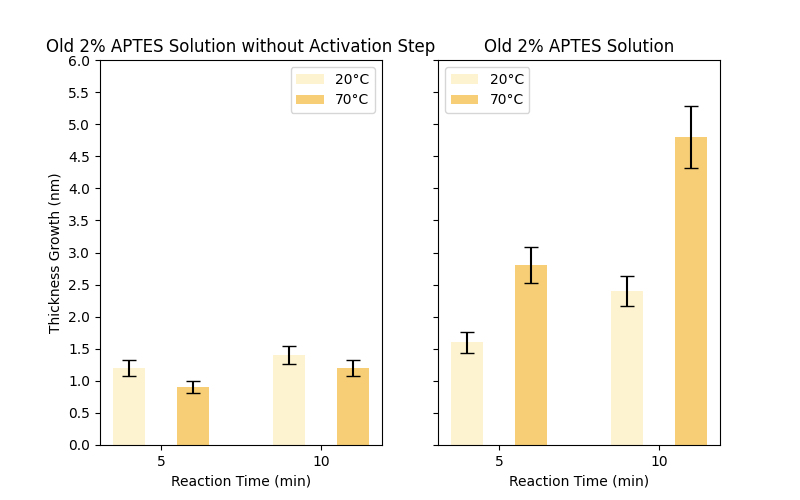 Old 2% APTES Solution without Activation Step
Old 2% APTES Solution
20°C
70°C
20°C
70°C
Thickness Growth (nm)
6.0
5.5
5.0
4.5
4.0
3.5
3.0
2.5
2.0
1.5
1.0
0.5
0.0
5
10
5
10
Reaction Time (min)
Reaction Time (min)